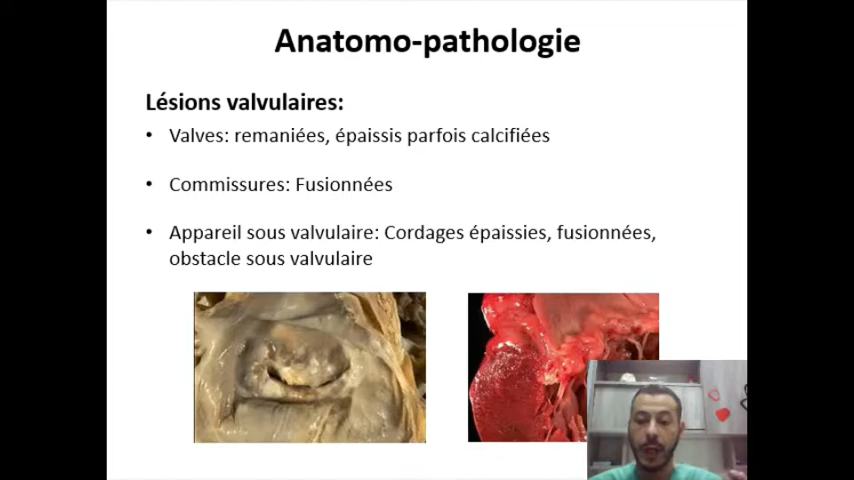 Anatomo-pathologie
Lésions valvulaires:
• Valves: remaniées, épaissis parfois calcifiées
• Commissures: Fusionnées
• Appareil sous valvulaire: Cordages épaissies, fusionnées,
obstacle sous valvulaire